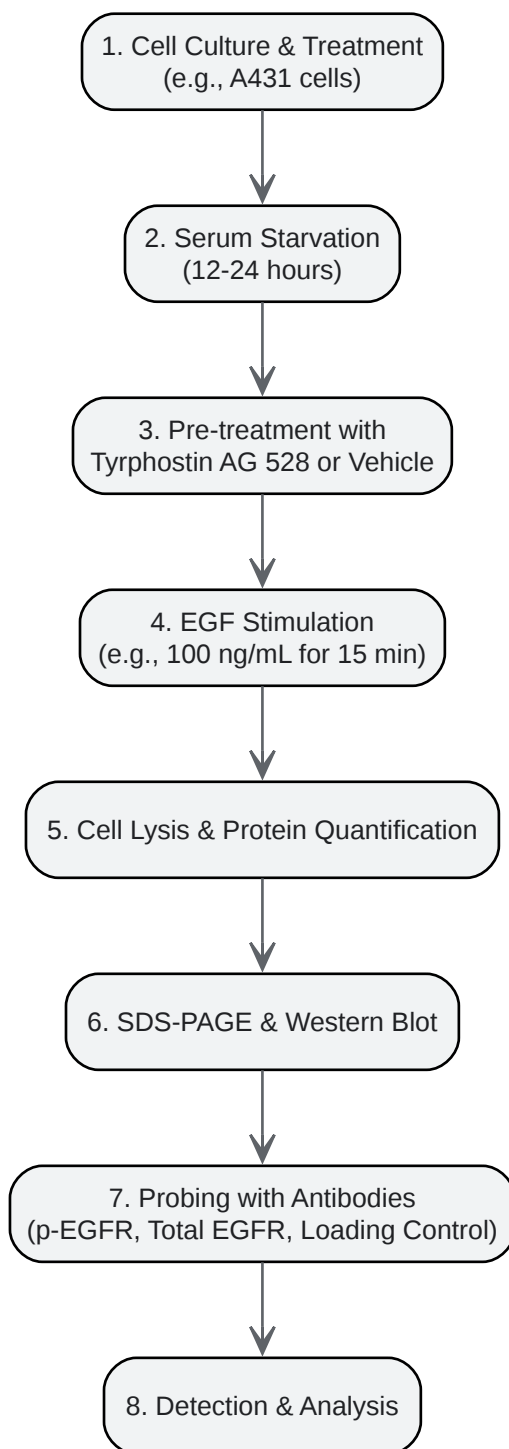 1. Cell Culture & Treatment
(e.g., A431 cells)
2. Serum Starvation
(12-24 hours)
3. Pre-treatment with
Tyrphostin AG 528 or Vehicle
4. EGF Stimulation
(e.g., 100 ng/mL for 15 min)
5. Cell Lysis & Protein Quantification
6. SDS-PAGE & Western Blot
7. Probing with Antibodies
(p-EGFR, Total EGFR, Loading Control)
8. Detection & Analysis